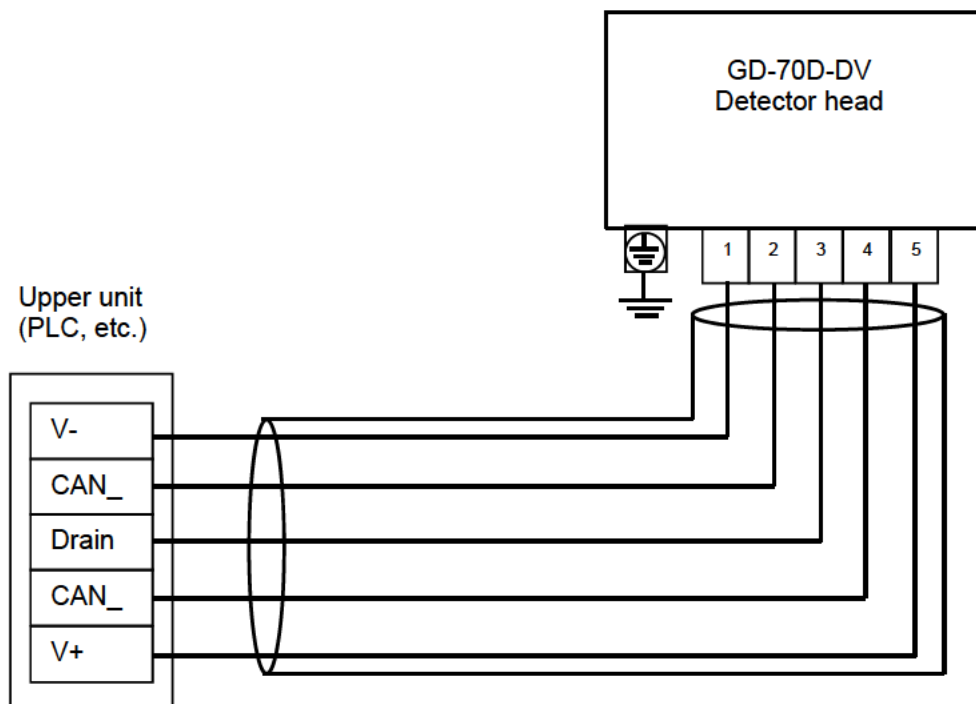 GD-70D-DV
Detector head
1 2 3 4 5
Upper unit
(PLC, etc.)
V-
CAN_
Drain
CAN_
V+